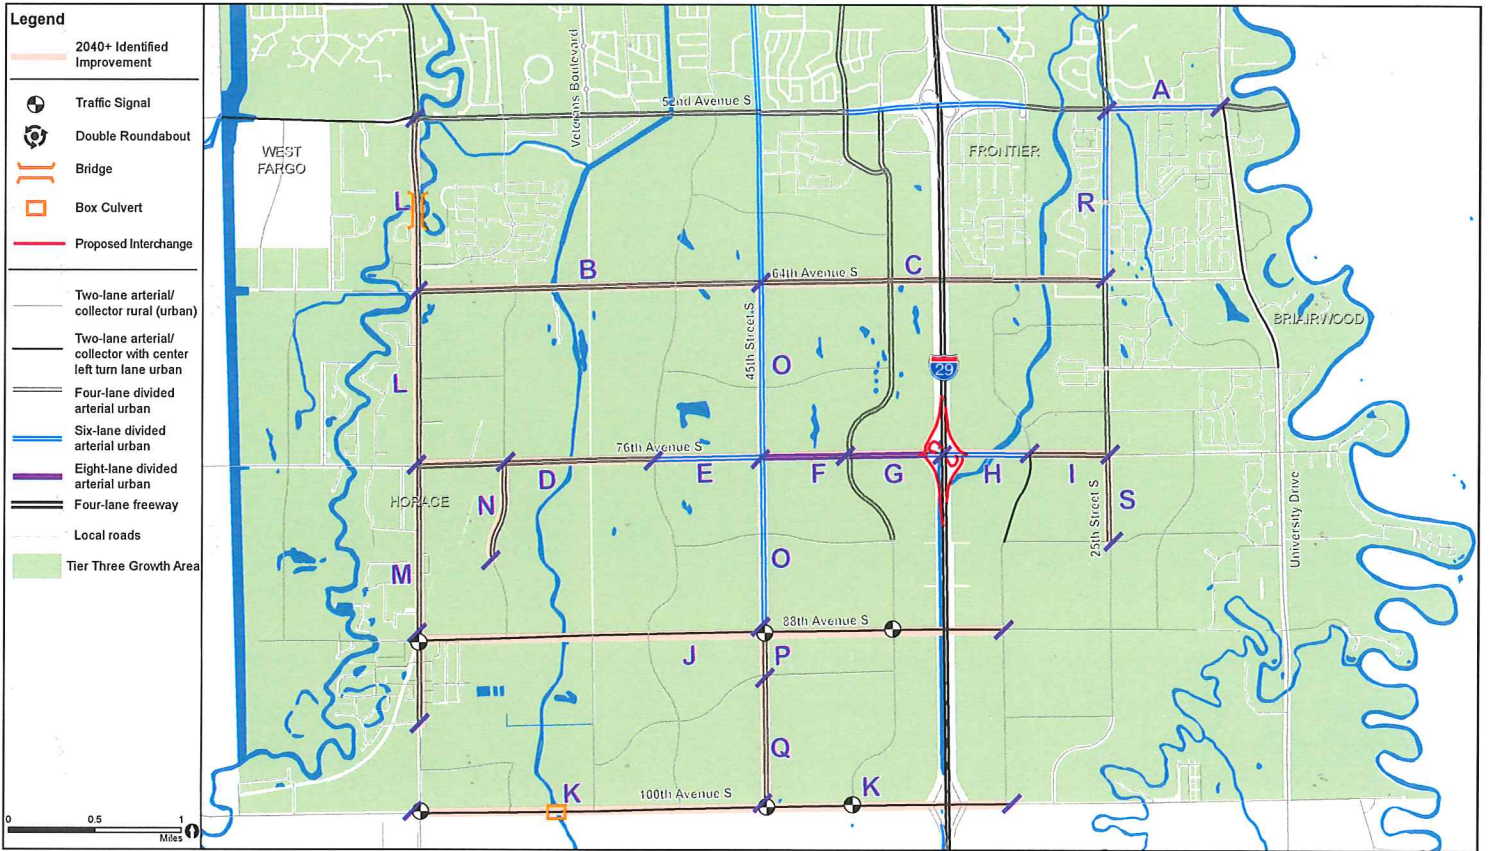 Legend
2040+ Identified
Improvement
Traffic Signal
Double Roundabout
Bridge
Box Culvert
Proposed Interchange
Two-lane arterial/
collector rural (urban)
Two-lane arterial/
collector with center
left turn lane urban
Four-lane divided
arterial urban
Six-lane divided
arterial urban
Eight-lane divided
arterial urban
Four-lane freeway
Local roads
Tier Three Growth Area
0
0.5
1
Miles
Veterans Boulevard
52nd Avenue S
A
WEST
FARGO
FRONTIER
L
R
B
64th Avenue S
C
45th Street S
BRIARWOOD
O
29
L
76th Avenue S
D
E
F
G
H
I
HORACE
N
25th Street S
S
University Drive
O
M
88th Avenue S
J
P
Q
K
100th Avenue S
K